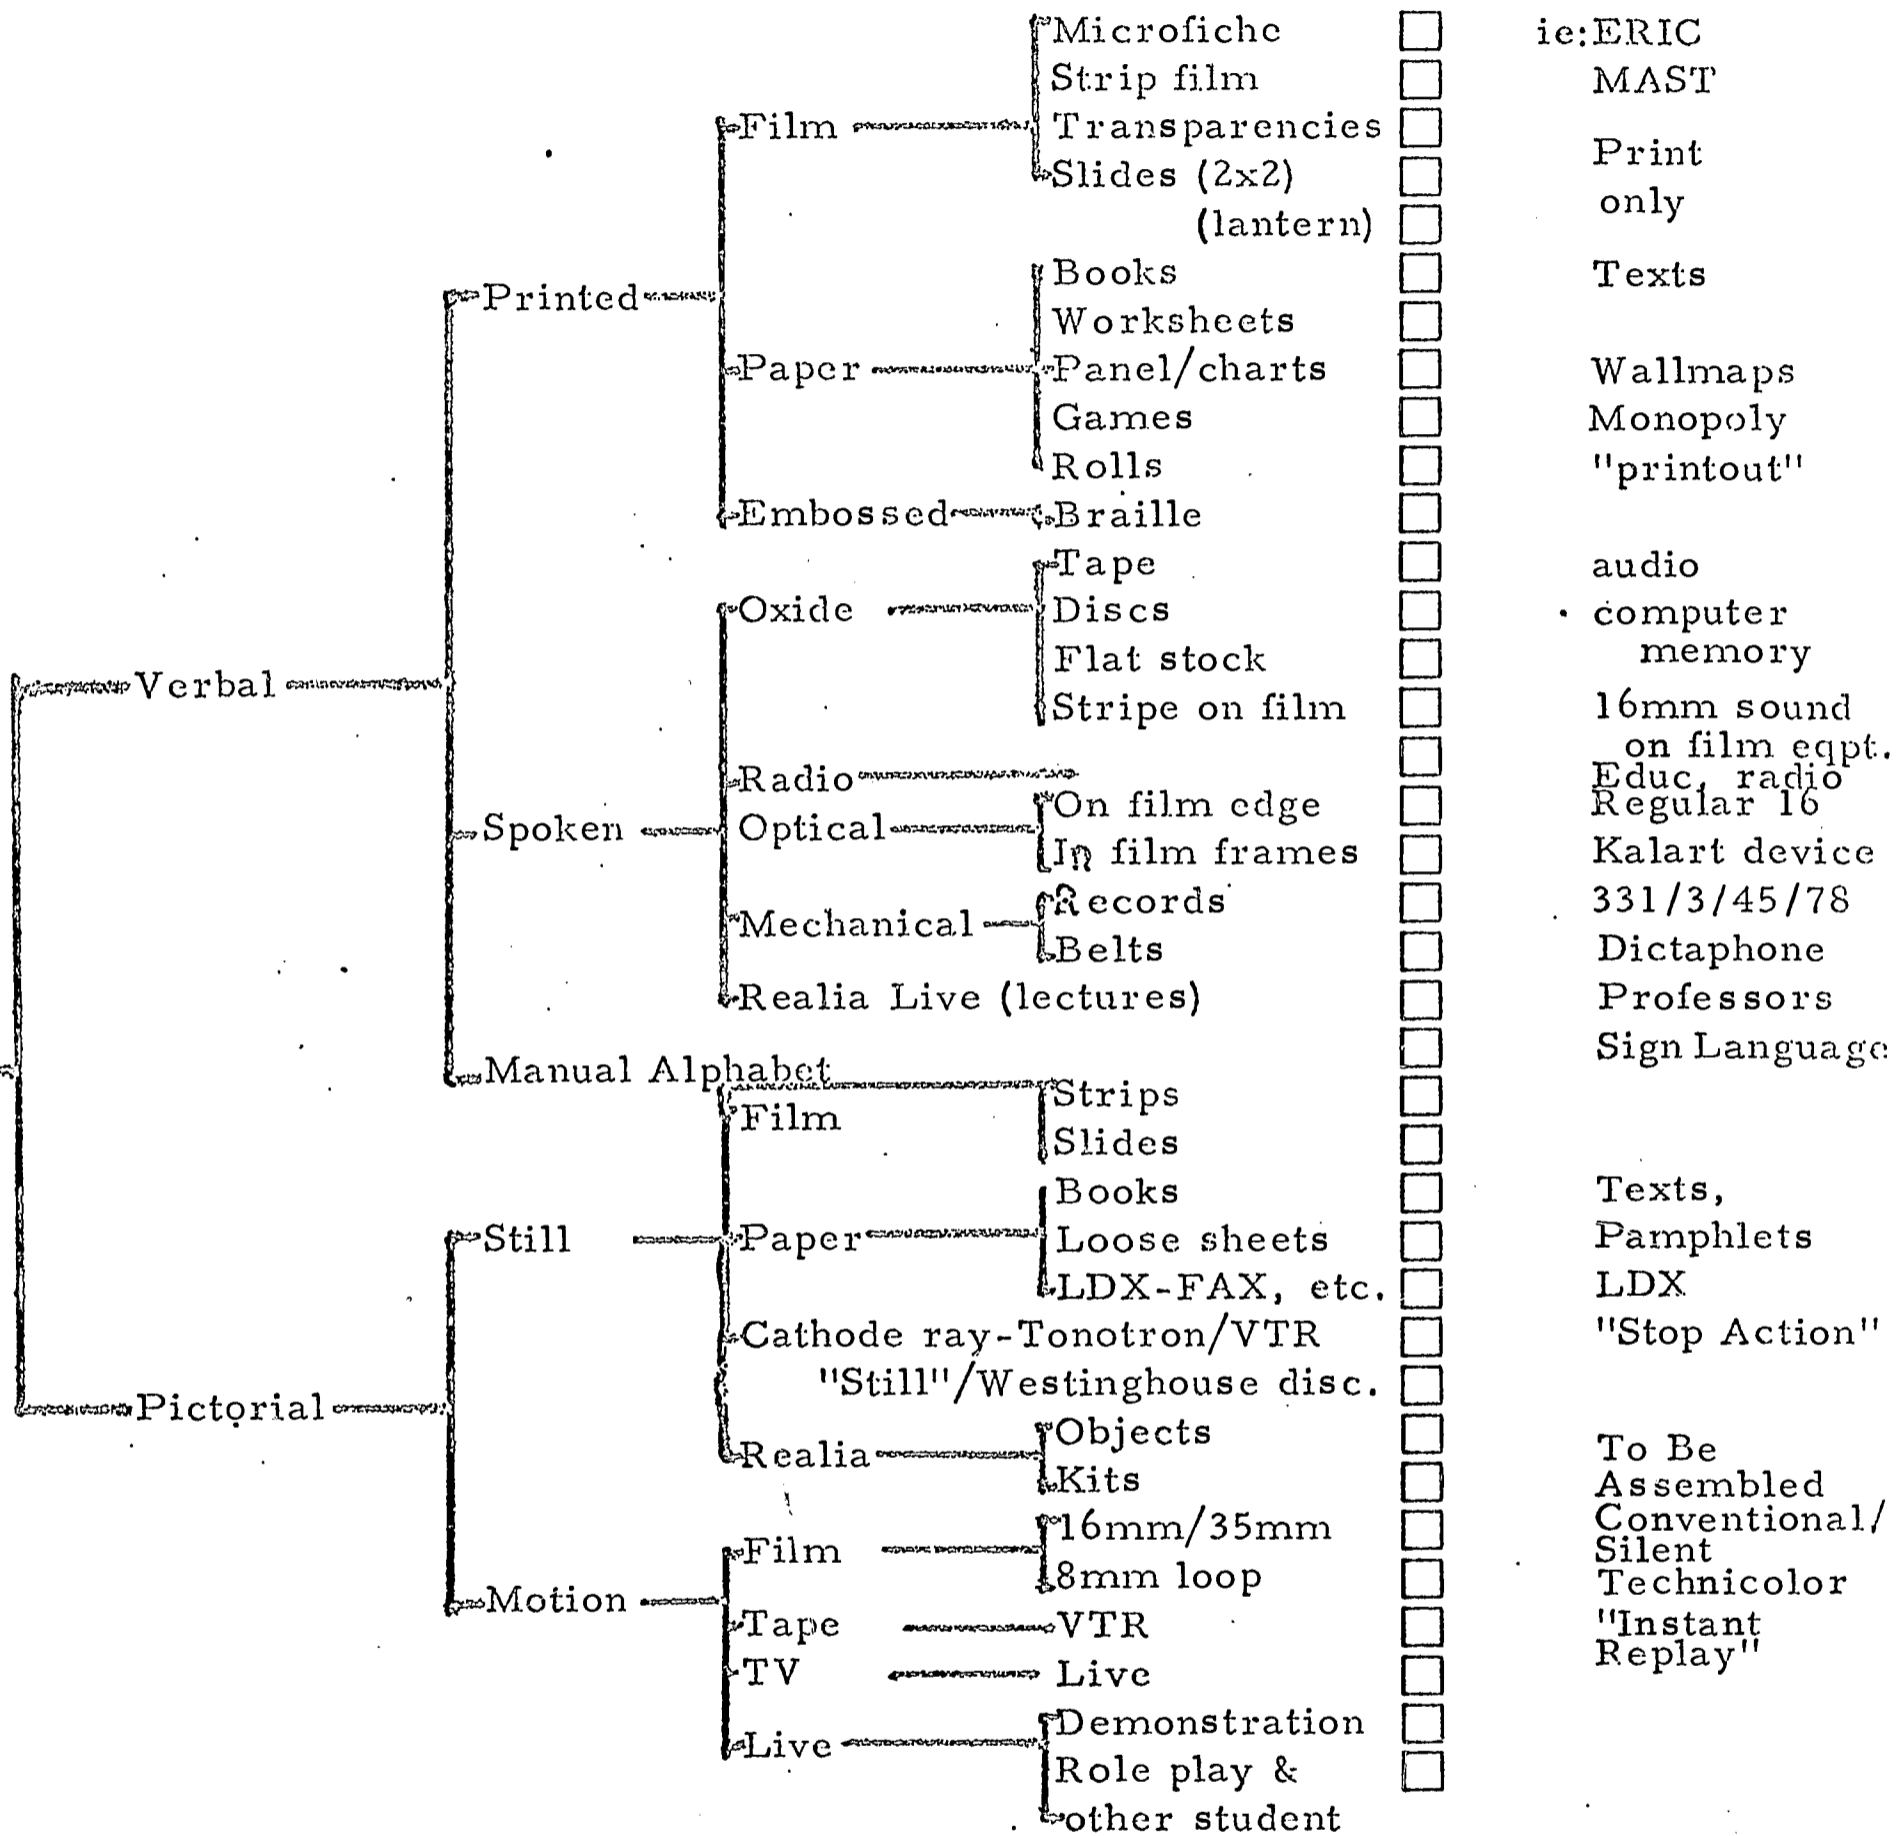 Microfiche ie:ERIC
Strip film MAST
Film Transparencies
Print
Slides (2x2)
only
(lantern)
Books Texts
Printed
Worksheets
Paper Panel/charts Wallmaps
Games Monopoly
Rolls "printout"
Embossed Braille
Tape audio
Oxide Discs computer
Flat stock memory
Verbal
Stripe on film 16mm sound
on film eqpt.
Radio Educ. radio
On film edge Regular 16
Spoken Optical
In film frames Kalart device
Records 331/3/45/78
Mechanical
Belts Dictaphone
Realia Live (lectures) Professors
Sign Language
Manual Alphabet
Strips
Film
Slides
Books Texts,
Still Paper Loose sheets Pamphlets
LDX-FAX, etc. LDX
Cathode ray-Tonotron/VTR "Stop Action"
"Still"/Westinghouse disc.
Pictorial
Objects
Realia To Be
Kits Assembled
16mm/35mm Conventional/
Film Silent
8mm loop Technicolor
Motion
Tape VTR "Instant
Replay"
TV Live
Demonstration
Live
Role play &
other student